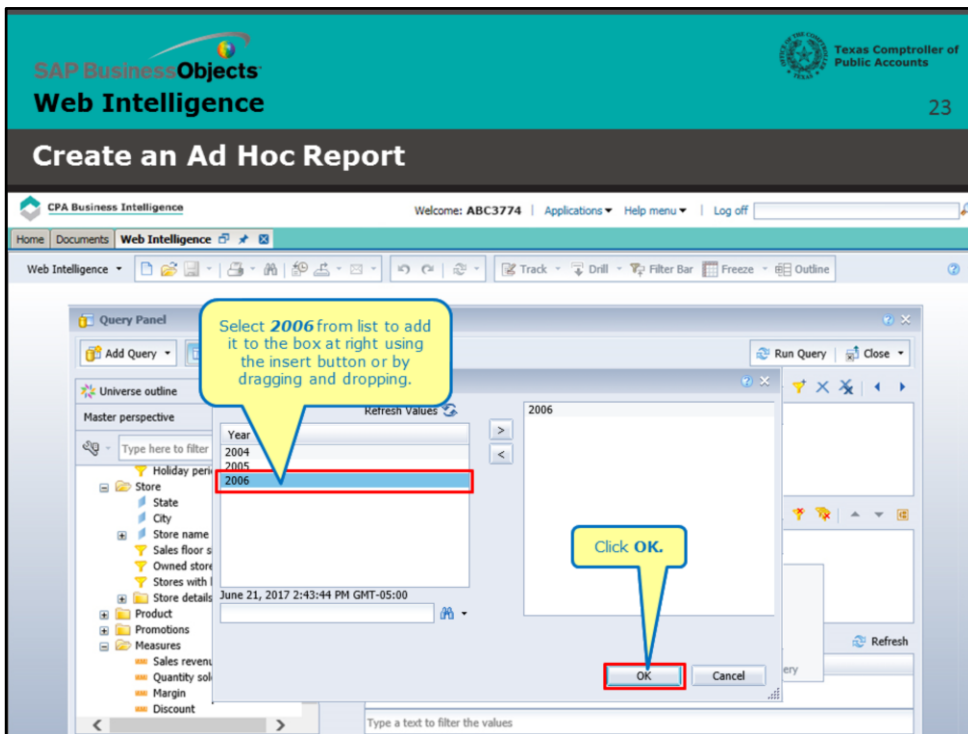 SAP BusinessObjects
Web Intelligence
Texas Comptroller of
Public Accounts
23
Create an Ad Hoc Report
CPA Business Intelligence
Welcome: ABC3774 | Applications Help menu | Log off
Home Documents Web Intelligence
Web Intelligence
Track Drill Filter Bar Freeze Outline
Query Panel
Add Query
Run Query Close
Select 2006 from list to add
it to the box at right using
the insert button or by
dragging and dropping.
Universe outline
Master perspective
Type here to filter
Holiday peri
Store
State
City
Store name
Sales floor s
Owned store
Stores with
Store details
Product
Promotions
Measures
Sales revenu
Quantity sol
Margin
Discount
Refresh Values
Year
2004
2005
2006
>
<
2006
Click OK.
June 21, 2017 2:43:44 PM GMT-05:00
OK Cancel
Refresh
ery
Type a text to filter the values